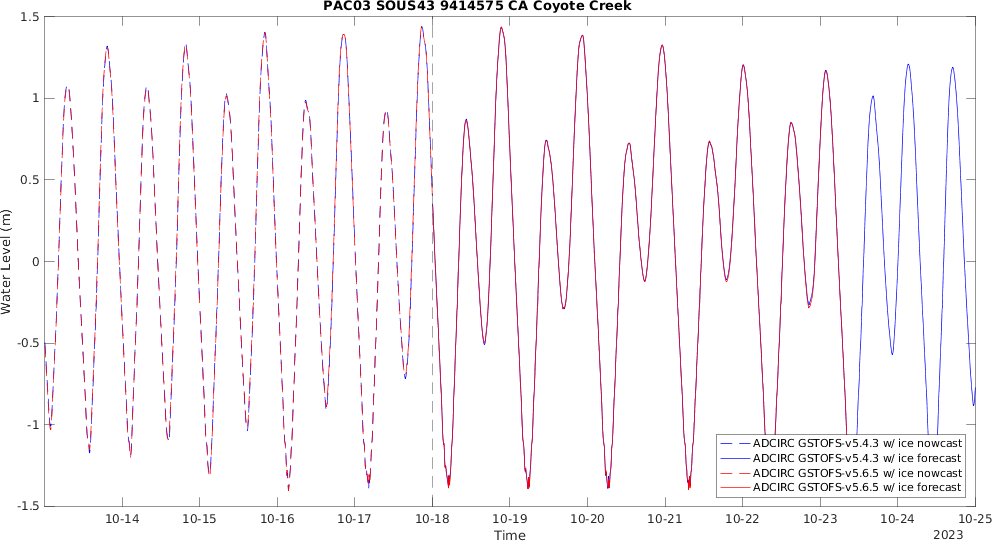 PAC03 SOUS43 9414575 CA Coyote Creek
1.5
1
0.5
0
-0.5
-1
-1.5
Water Level (m)
ADCIRC GSTOFS-v5.4.3 w/ ice nowcast
ADCIRC GSTOFS-v5.4.3 w/ ice forecast
ADCIRC GSTOFS-v5.6.5 w/ ice nowcast
ADCIRC GSTOFS-v5.6.5 w/ ice forecast
10-14 10-15 10-16 10-17 10-18 10-19 10-20 10-21 10-22 10-23 10-24 10-25
Time
2023